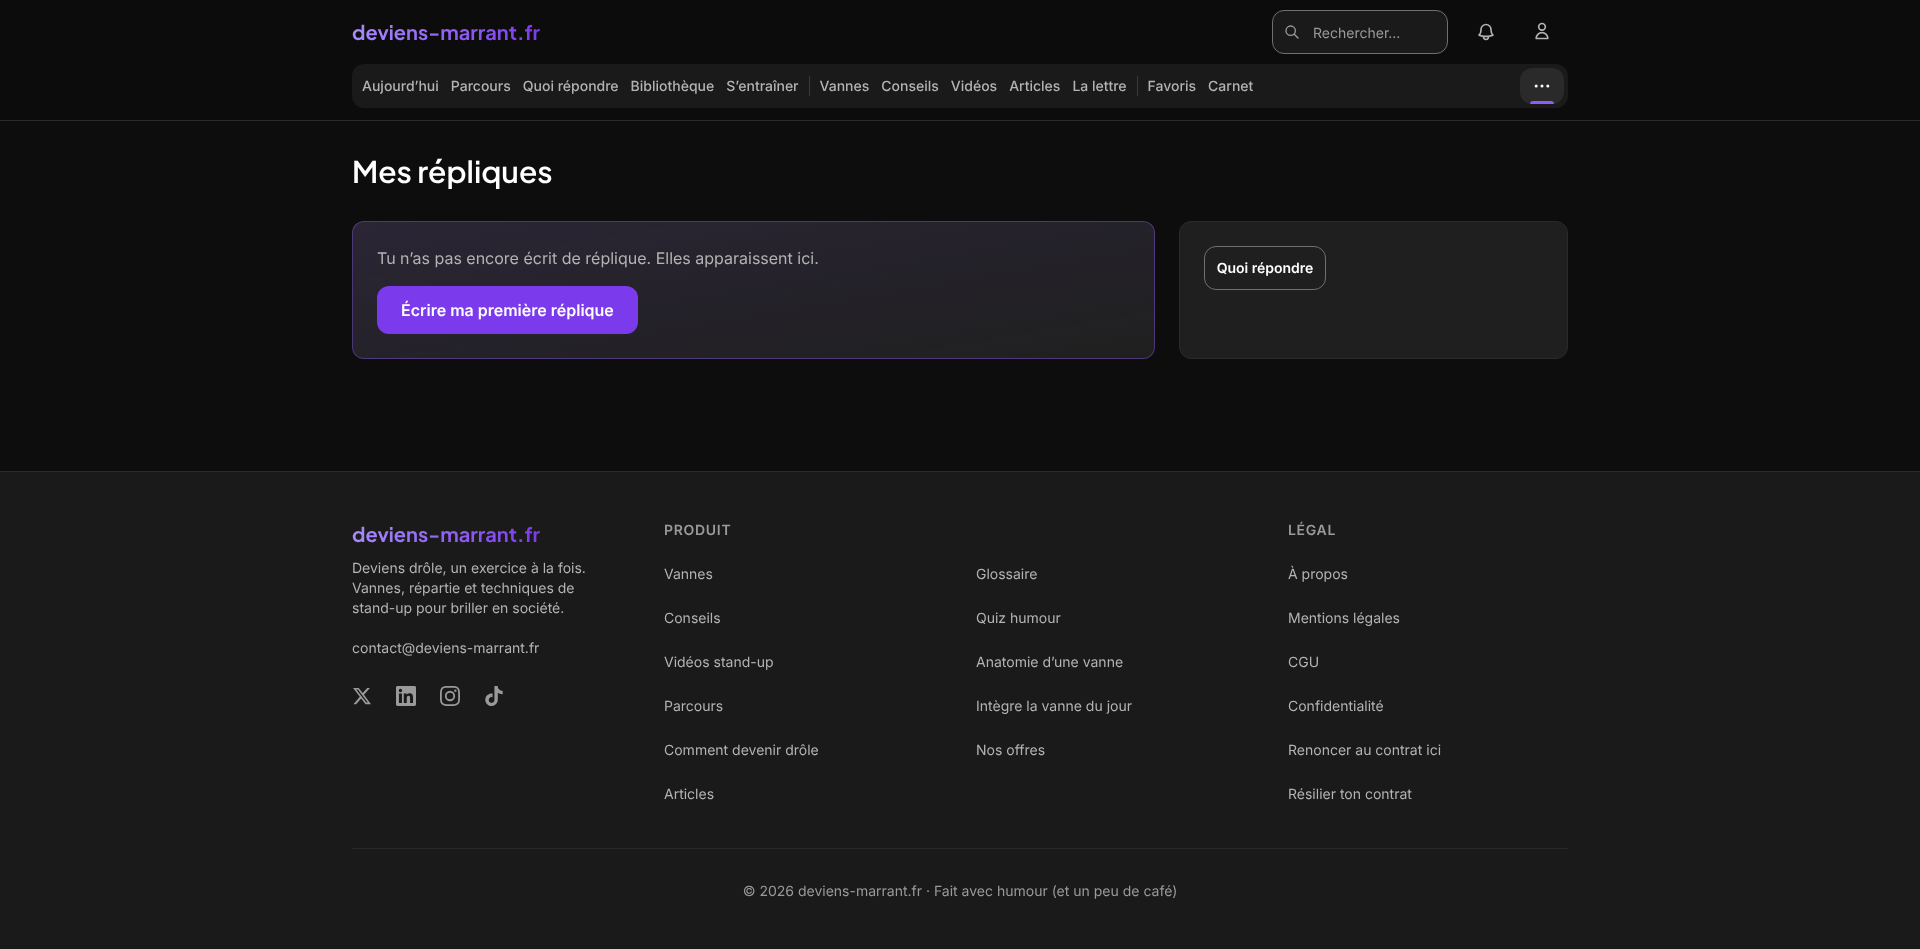 deviens-marrant.fr
Rechercher...
Aujourd’hui Parcours Quoi répondre Bibliothèque S’entraîner Vannes Conseils Vidéos Articles La lettre Favoris Carnet
Mes répliques
Tu n’as pas encore écrit de réplique. Elles apparaissent ici.
Écrire ma première réplique
Quoi répondre
deviens-marrant.fr
Deviens drôle, un exercice à la fois.
Vannes, répartie et techniques de
stand-up pour briller en société.
contact@deviens-marrant.fr
PRODUIT
Vannes
Conseils
Vidéos stand-up
Parcours
Comment devenir drôle
Articles
Glossaire
Quiz humour
Anatomie d’une vanne
Intègre la vanne du jour
Nos offres
LÉGAL
À propos
Mentions légales
CGU
Confidentialité
Renoncer au contrat ici
Résilier ton contrat
© 2026 deviens-marrant.fr · Fait avec humour (et un peu de café)